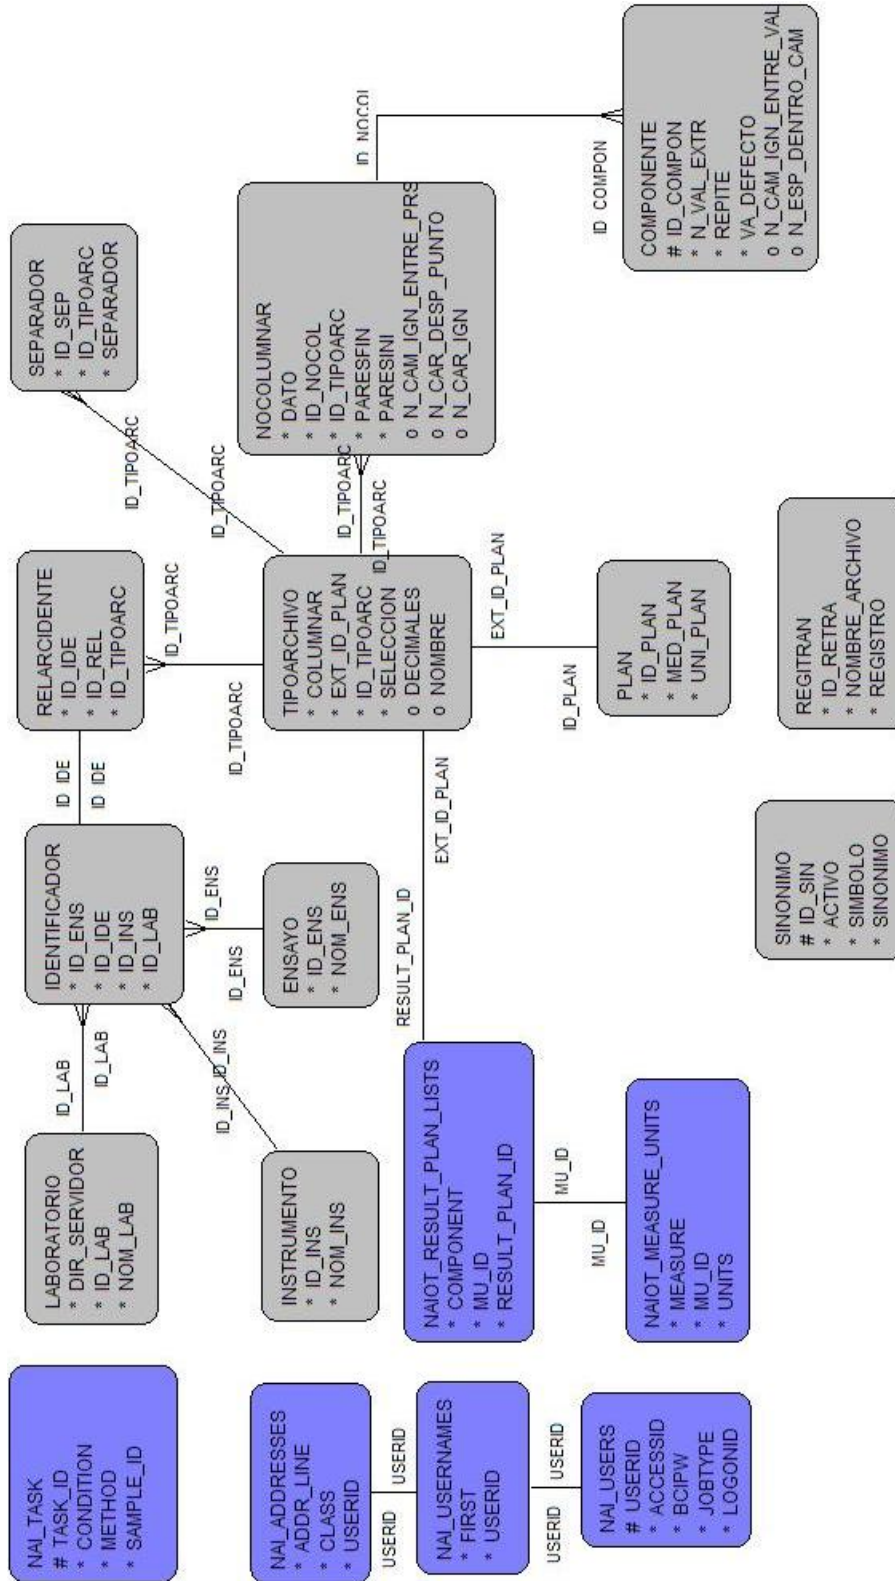 NAI_TASK
# TASK_ID
* CONDITION
* METHOD
* SAMPLE_ID
LABORATORIO
* DIR_SERVIDOR
* ID_LAB
* NOM_LAB
ID_LAB
ID_LAB
IDENTIFICADOR
* ID_ENS
* ID_IDE
* ID_INS
* ID_LAB
ID_IDE
ID_IDE
RELARCIDENTE
* ID_IDE
* ID_REL
* ID_TIPOARC
SEPARADOR
* ID_SEP
* ID_TIPOARC
* SEPARADOR
ID_TIPOARC
ID_TIPOARC
ID_TIPOARC
ID_TIPOARC
ID_INS
ID_INS
ID_ENS
ID_ENS
NAI_ADDRESSES
* ADDR_LINE
* CLASS
* USERID
INSTRUMENTO
* ID_INS
* NOM_INS
ENSAYO
* ID_ENS
* NOM_ENS
TIPOARCHIVO
* COLUMNAR
* EXT_ID_PLAN
* ID_TIPOARC
* SELECCION
o DECIMALES
o NOMBRE
ID_TIPOARC
ID_TIPOARC
NOCOLUMNAR
* DATO
* ID_NOCOL
* ID_TIPOARC
* PARESFIN
* PARESINI
o N_CAM_IGN_ENTRE_PRS
o N_CAR_DESP_PUNTO
o N_CAR_IGN
ID_NOCOL
ID_COMPON
USERID
USERID
NAI_USERNAMES
* FIRST
* USERID
NAIOT_RESULT_PLAN_LISTS
* COMPONENT
* MU_ID
* RESULT_PLAN_ID
RESULT_PLAN_ID
EXT_ID_PLAN
EXT_ID_PLAN
ID_PLAN
USERID
USERID
MU_ID
MU_ID
NAI_USERS
# USERID
* ACCESSID
* BCIPW
* JOBTYPE
* LOGONID
NAIOT_MEASURE_UNITS
* MEASURE
* MU_ID
* UNITS
PLAN
* ID_PLAN
* MED_PLAN
* UNI_PLAN
COMPONENTE
# ID_COMPON
* N_VAL_EXTR
* REPITE
* VA_DEFECTO
o N_CAM_IGN_ENTRE_VAL
o N_ESP_DENTRO_CAM
SINONIMO
# ID_SIN
* ACTIVO
* SIMBOLO
* SINONIMO
REGITRAN
* ID_RETRA
* NOMBRE_ARCHIVO
* REGISTRO